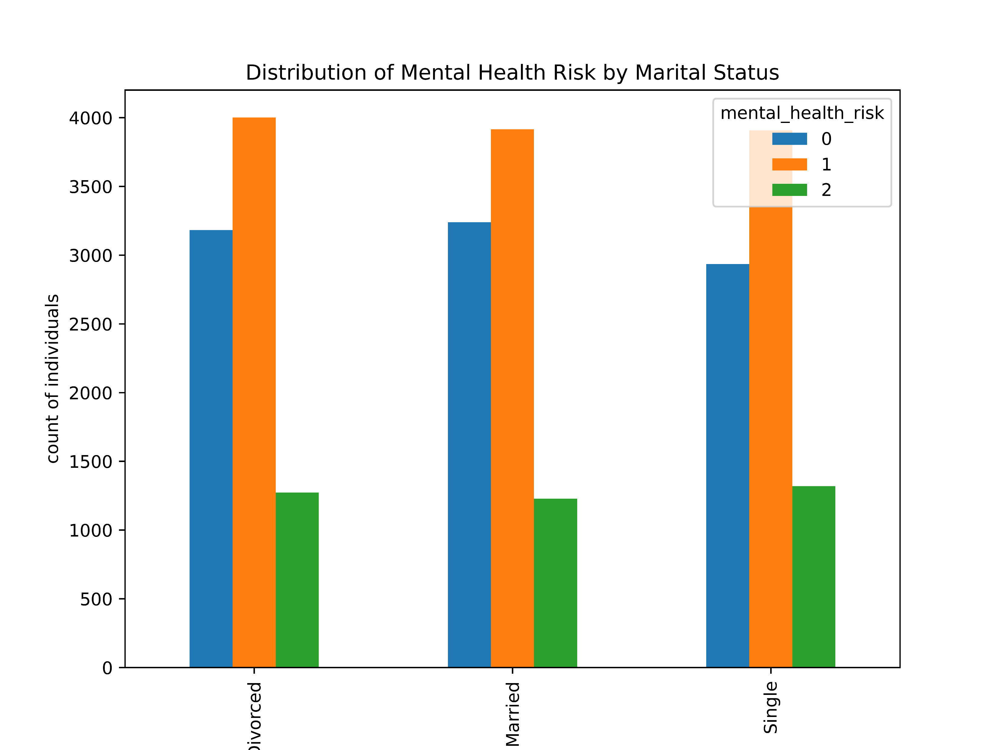 Distribution of Mental Health Risk by Marital Status
mental_health_risk
0
1
2
4000
3500
3000
2500
2000
1500
1000
500
0
count of individuals
Divorced
Married
Single